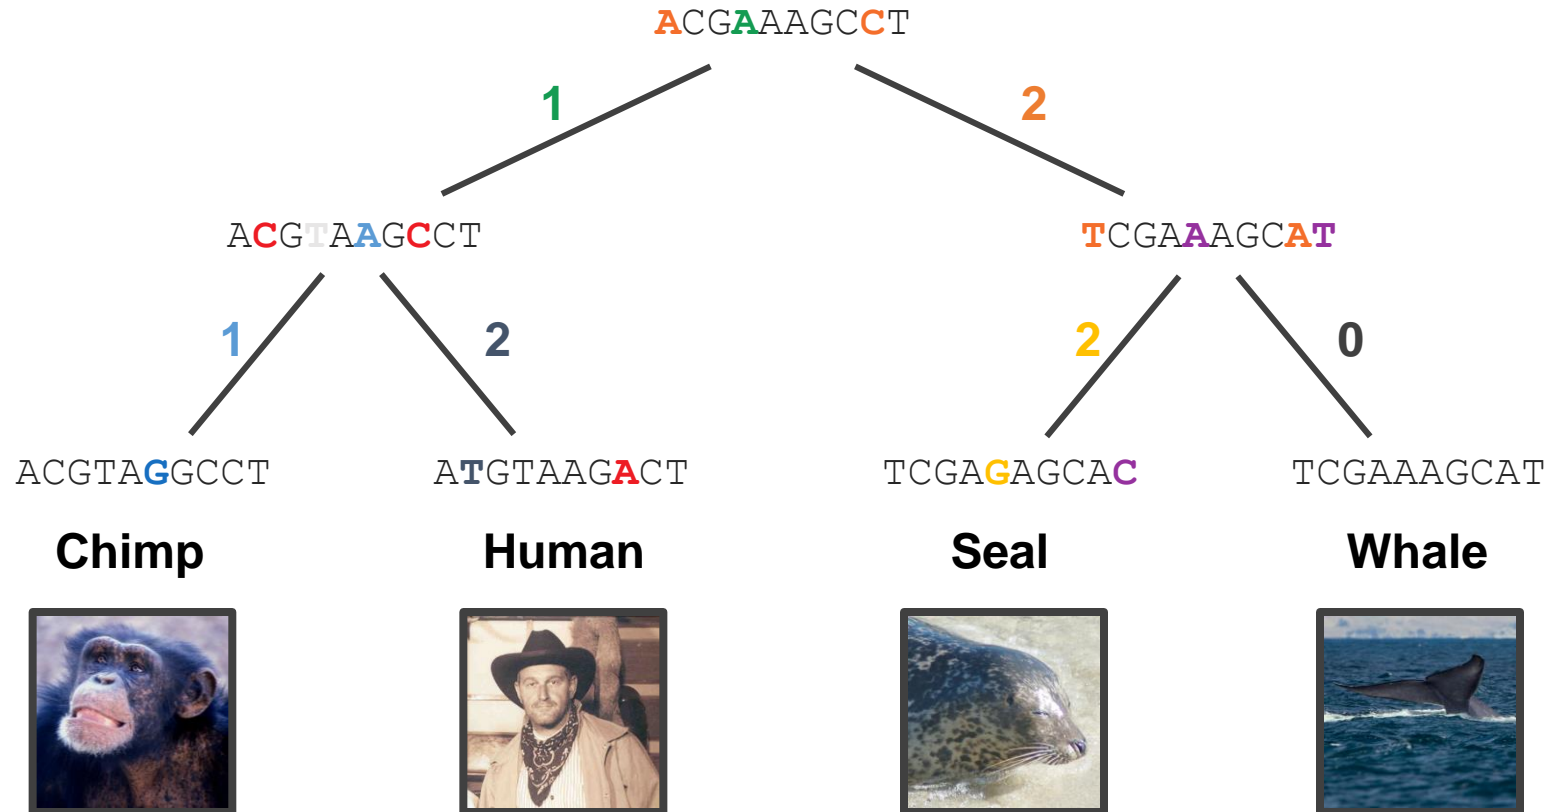 ACGAAAGCCT
1 2
ACGTAAGCCT TCGAAAGCAT
1 2 2 0
ACGTAGGCCT ATGTAAGACT TCGAGAGCAC TCGAAAGCAT
Chimp Human Seal Whale